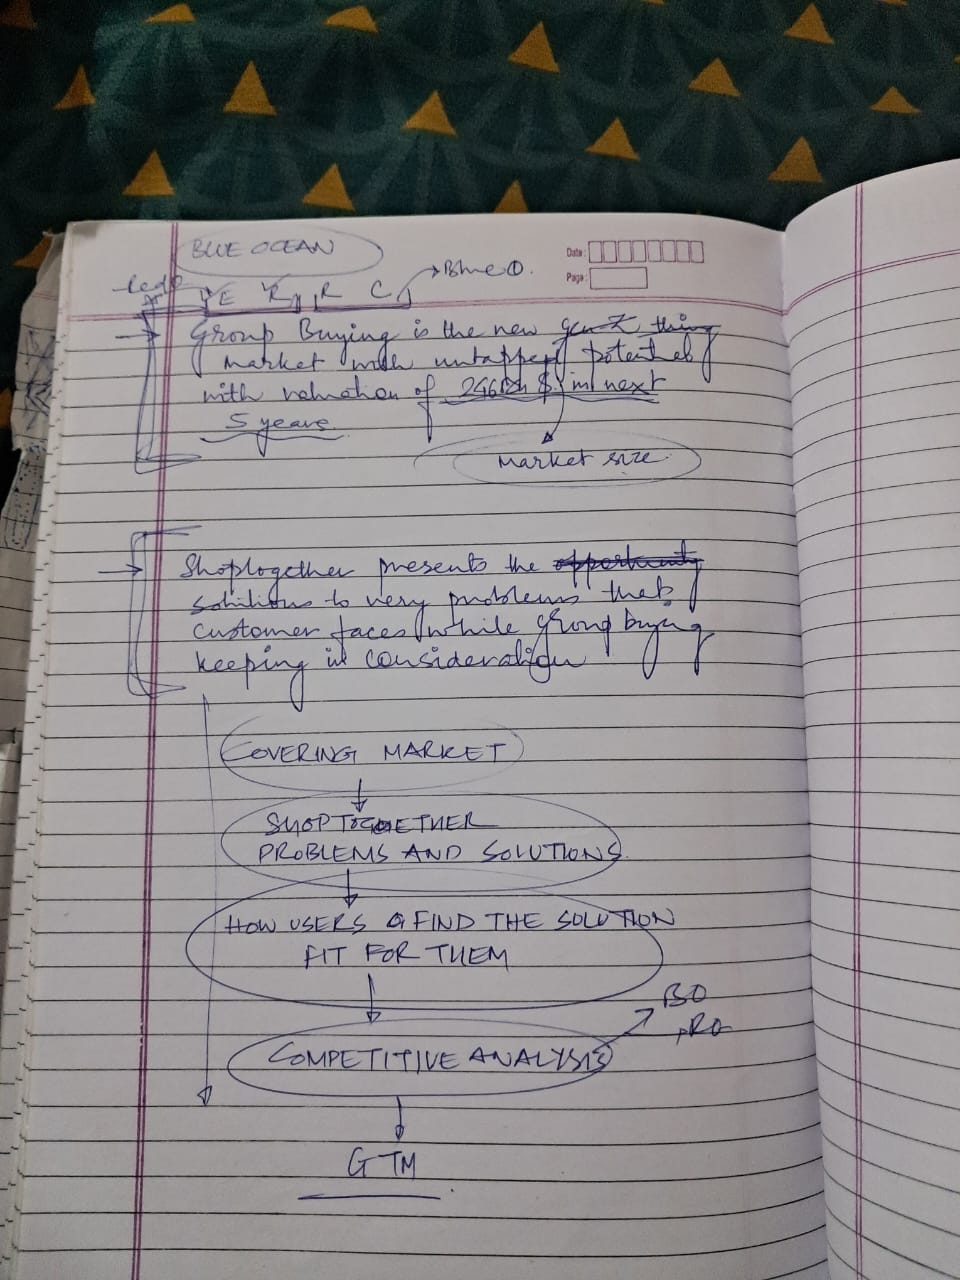 BLUE OCEAN
Date:
Page:
Blue O.
E R R C
Group Buying is the new gen Z thing
market with untapped potential
with valuation of $ in next
5 years
Market size
Shoptogether presents the opportunity
solutions to very problems that
customer faces while group buying
keeping in consideration
COVERING MARKET
SHOPTOGETHER
PROBLEMS AND SOLUTIONS
HOW USERS FIND THE SOLUTION
FIT FOR THEM
BO
RO
COMPETITIVE ANALYSIS
GTM